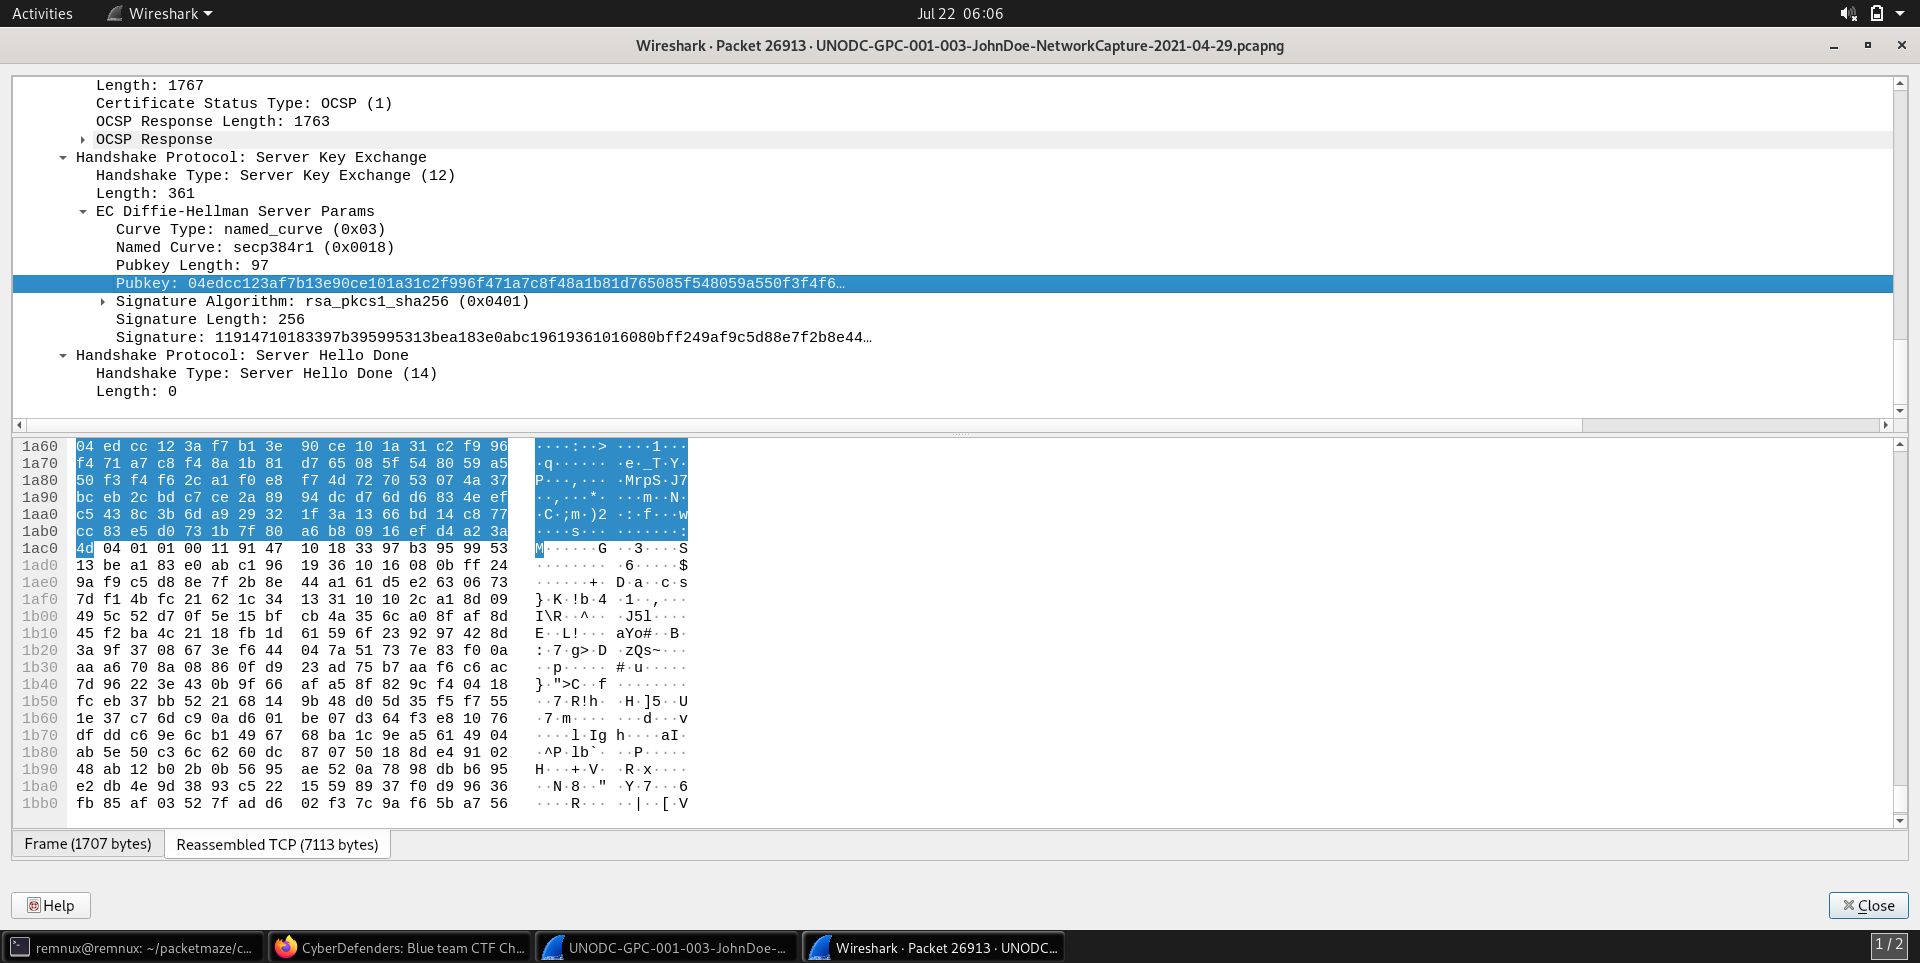 Activities Wireshark Jul 22 06:06
Wireshark · Packet 26913 · UNODC-GPC-001-003-JohnDoe-NetworkCapture-2021-04-29.pcapng
Length: 1767
Certificate Status Type: OCSP (1)
OCSP Response Length: 1763
OCSP Response
Handshake Protocol: Server Key Exchange
Handshake Type: Server Key Exchange (12)
Length: 361
EC Diffie-Hellman Server Params
Curve Type: named_curve (0x03)
Named Curve: secp384r1 (0x0018)
Pubkey Length: 97
Pubkey: 04edcc123af7b13e90ce101a31c2f996f471a7c8f48a1b81d765085f548059a550f3f4f6…
Signature Algorithm: rsa_pkcs1_sha256 (0x0401)
Signature Length: 256
Signature: 11914710183397b395995313bea183e0abc19619361016080bff249af9c5d88e7f2b8e44…
Handshake Protocol: Server Hello Done
Handshake Type: Server Hello Done (14)
Length: 0
1a60 04 ed cc 12 3a f7 b1 3e 90 ce 10 1a 31 c2 f9 96 ····:··> ····1···
1a70 f4 71 a7 c8 f4 8a 1b 81 d7 65 08 5f 54 80 59 a5 ·q······ ·e·_T·Y·
1a80 50 f3 f4 f6 2c a1 f0 e8 f7 4d 72 70 53 07 4a 37 P···,··· ·MrpS·J7
1a90 bc eb 2c bd c7 ce 2a 89 94 dc d7 6d d6 83 4e ef ··,···*· ···m··N·
1aa0 c5 43 8c 3b 6d a9 29 32 1f 3a 13 66 bd 14 c8 77 ·C·;m·)2 ·:·f···w
1ab0 cc 83 e5 d0 73 1b 7f 80 a6 b8 09 16 ef d4 a2 3a ····s··· ·······:
1ac0 4d 04 01 01 00 11 91 47 10 18 33 97 b3 95 99 53 M······G ··3····S
1ad0 13 be a1 83 e0 ab c1 96 19 36 10 16 08 0b ff 24 ········ ·6·····$
1ae0 9a f9 c5 d8 8e 7f 2b 8e 44 a1 61 d5 e2 63 06 73 ······+· D·a··c·s
1af0 7d f1 4b fc 21 62 1c 34 13 31 10 10 2c a1 8d 09 }·K·!b·4 ·1··,···
1b00 49 5c 52 d7 0f 5e 15 bf cb 4a 35 6c a0 8f af 8d I\R··^·· ·J5l····
1b10 45 f2 ba 4c 21 18 fb 1d 61 59 6f 23 92 97 42 8d E··L!··· aYo#··B·
1b20 3a 9f 37 08 67 3e f6 44 04 7a 51 73 7e 83 f0 0a :·7·g>·D ·zQs~···
1b30 aa a6 70 8a 08 86 0f d9 23 ad 75 b7 aa f6 c6 ac ··p····· #·u·····
1b40 7d 96 22 3e 43 0b 9f 66 af a5 8f 82 9c f4 04 18 }·">C··f ········
1b50 fc eb 37 bb 52 21 68 14 9b 48 d0 5d 35 f5 f7 55 ··7·R!h· ·H·]5··U
1b60 1e 37 c7 6d c9 0a d6 01 be 07 d3 64 f3 e8 10 76 ·7·m···· ···d···v
1b70 df dd c6 9e 6c b1 49 67 68 ba 1c 9e a5 61 49 04 ····l·Ig h····aI·
1b80 ab 5e 50 c3 6c 62 60 dc 87 07 50 18 8d e4 91 02 ·^P·lb`· ··P·····
1b90 48 ab 12 b0 2b 0b 56 95 ae 52 0a 78 98 db b6 95 H···+·V· ·R·x····
1ba0 e2 db 4e 9d 38 93 c5 22 15 59 89 37 f0 d9 96 36 ··N·8··" ·Y·7···6
1bb0 fb 85 af 03 52 7f ad d6 02 f3 7c 9a f6 5b a7 56 ····R··· ··|··[·V
Frame (1707 bytes) Reassembled TCP (7113 bytes)
Help Close
remnux@remnux: ~/packetmaze/c… CyberDefenders: Blue team CTF Ch… UNODC-GPC-001-003-JohnDoe-… Wireshark · Packet 26913 · UNODC… 1 / 2